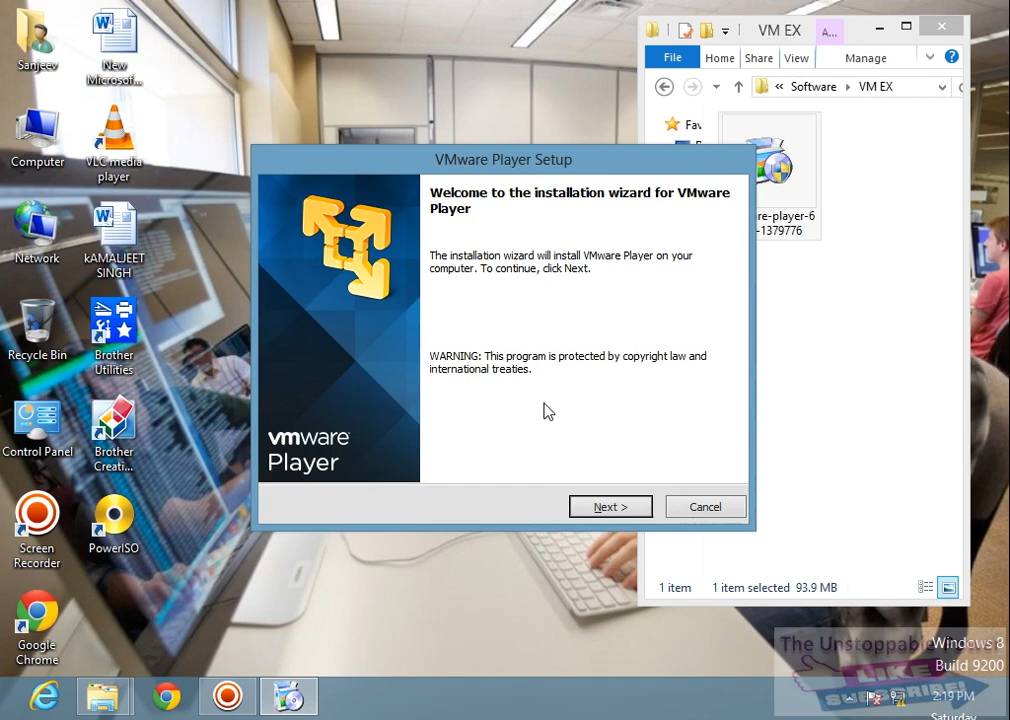 Sanjeev
New
Microsof...
Computer
VLC media
player
Network
kAMALJEET
SINGH
Recycle Bin
Brother
Utilities
Control Panel
Brother
Creati...
Screen
Recorder
PowerISO
Google
Chrome
VM EX
A...
File
Home
Share
View
Manage
« Software
VM EX
Fav
re-player-6
-1379776
1 item
1 item selected 93.9 MB
VMware Player Setup
Welcome to the installation wizard for VMware
Player
The installation wizard will install VMware Player on your
computer. To continue, click Next.
WARNING: This program is protected by copyright law and
international treaties.
vmware
Player
Next >
Cancel
The Unstoppable
LIKE
SUBSCRIBE!
Windows 8
Build 9200
2:19 PM
Saturday